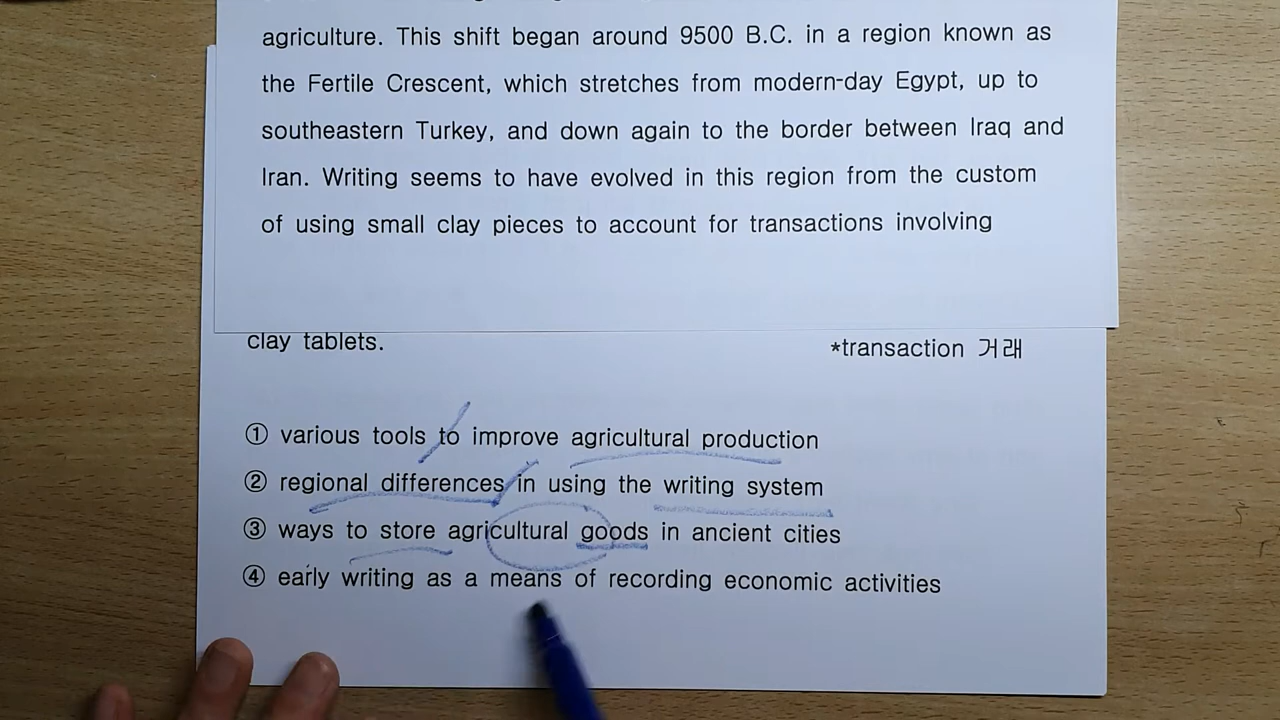 agriculture. This shift began around 9500 B.C. in a region known as
the Fertile Crescent, which stretches from modern-day Egypt, up to
southeastern Turkey, and down again to the border between Iraq and
Iran. Writing seems to have evolved in this region from the custom
of using small clay pieces to account for transactions involving
clay tablets. *transaction 거래
① various tools to improve agricultural production
② regional differences in using the writing system
③ ways to store agricultural goods in ancient cities
④ early writing as a means of recording economic activities